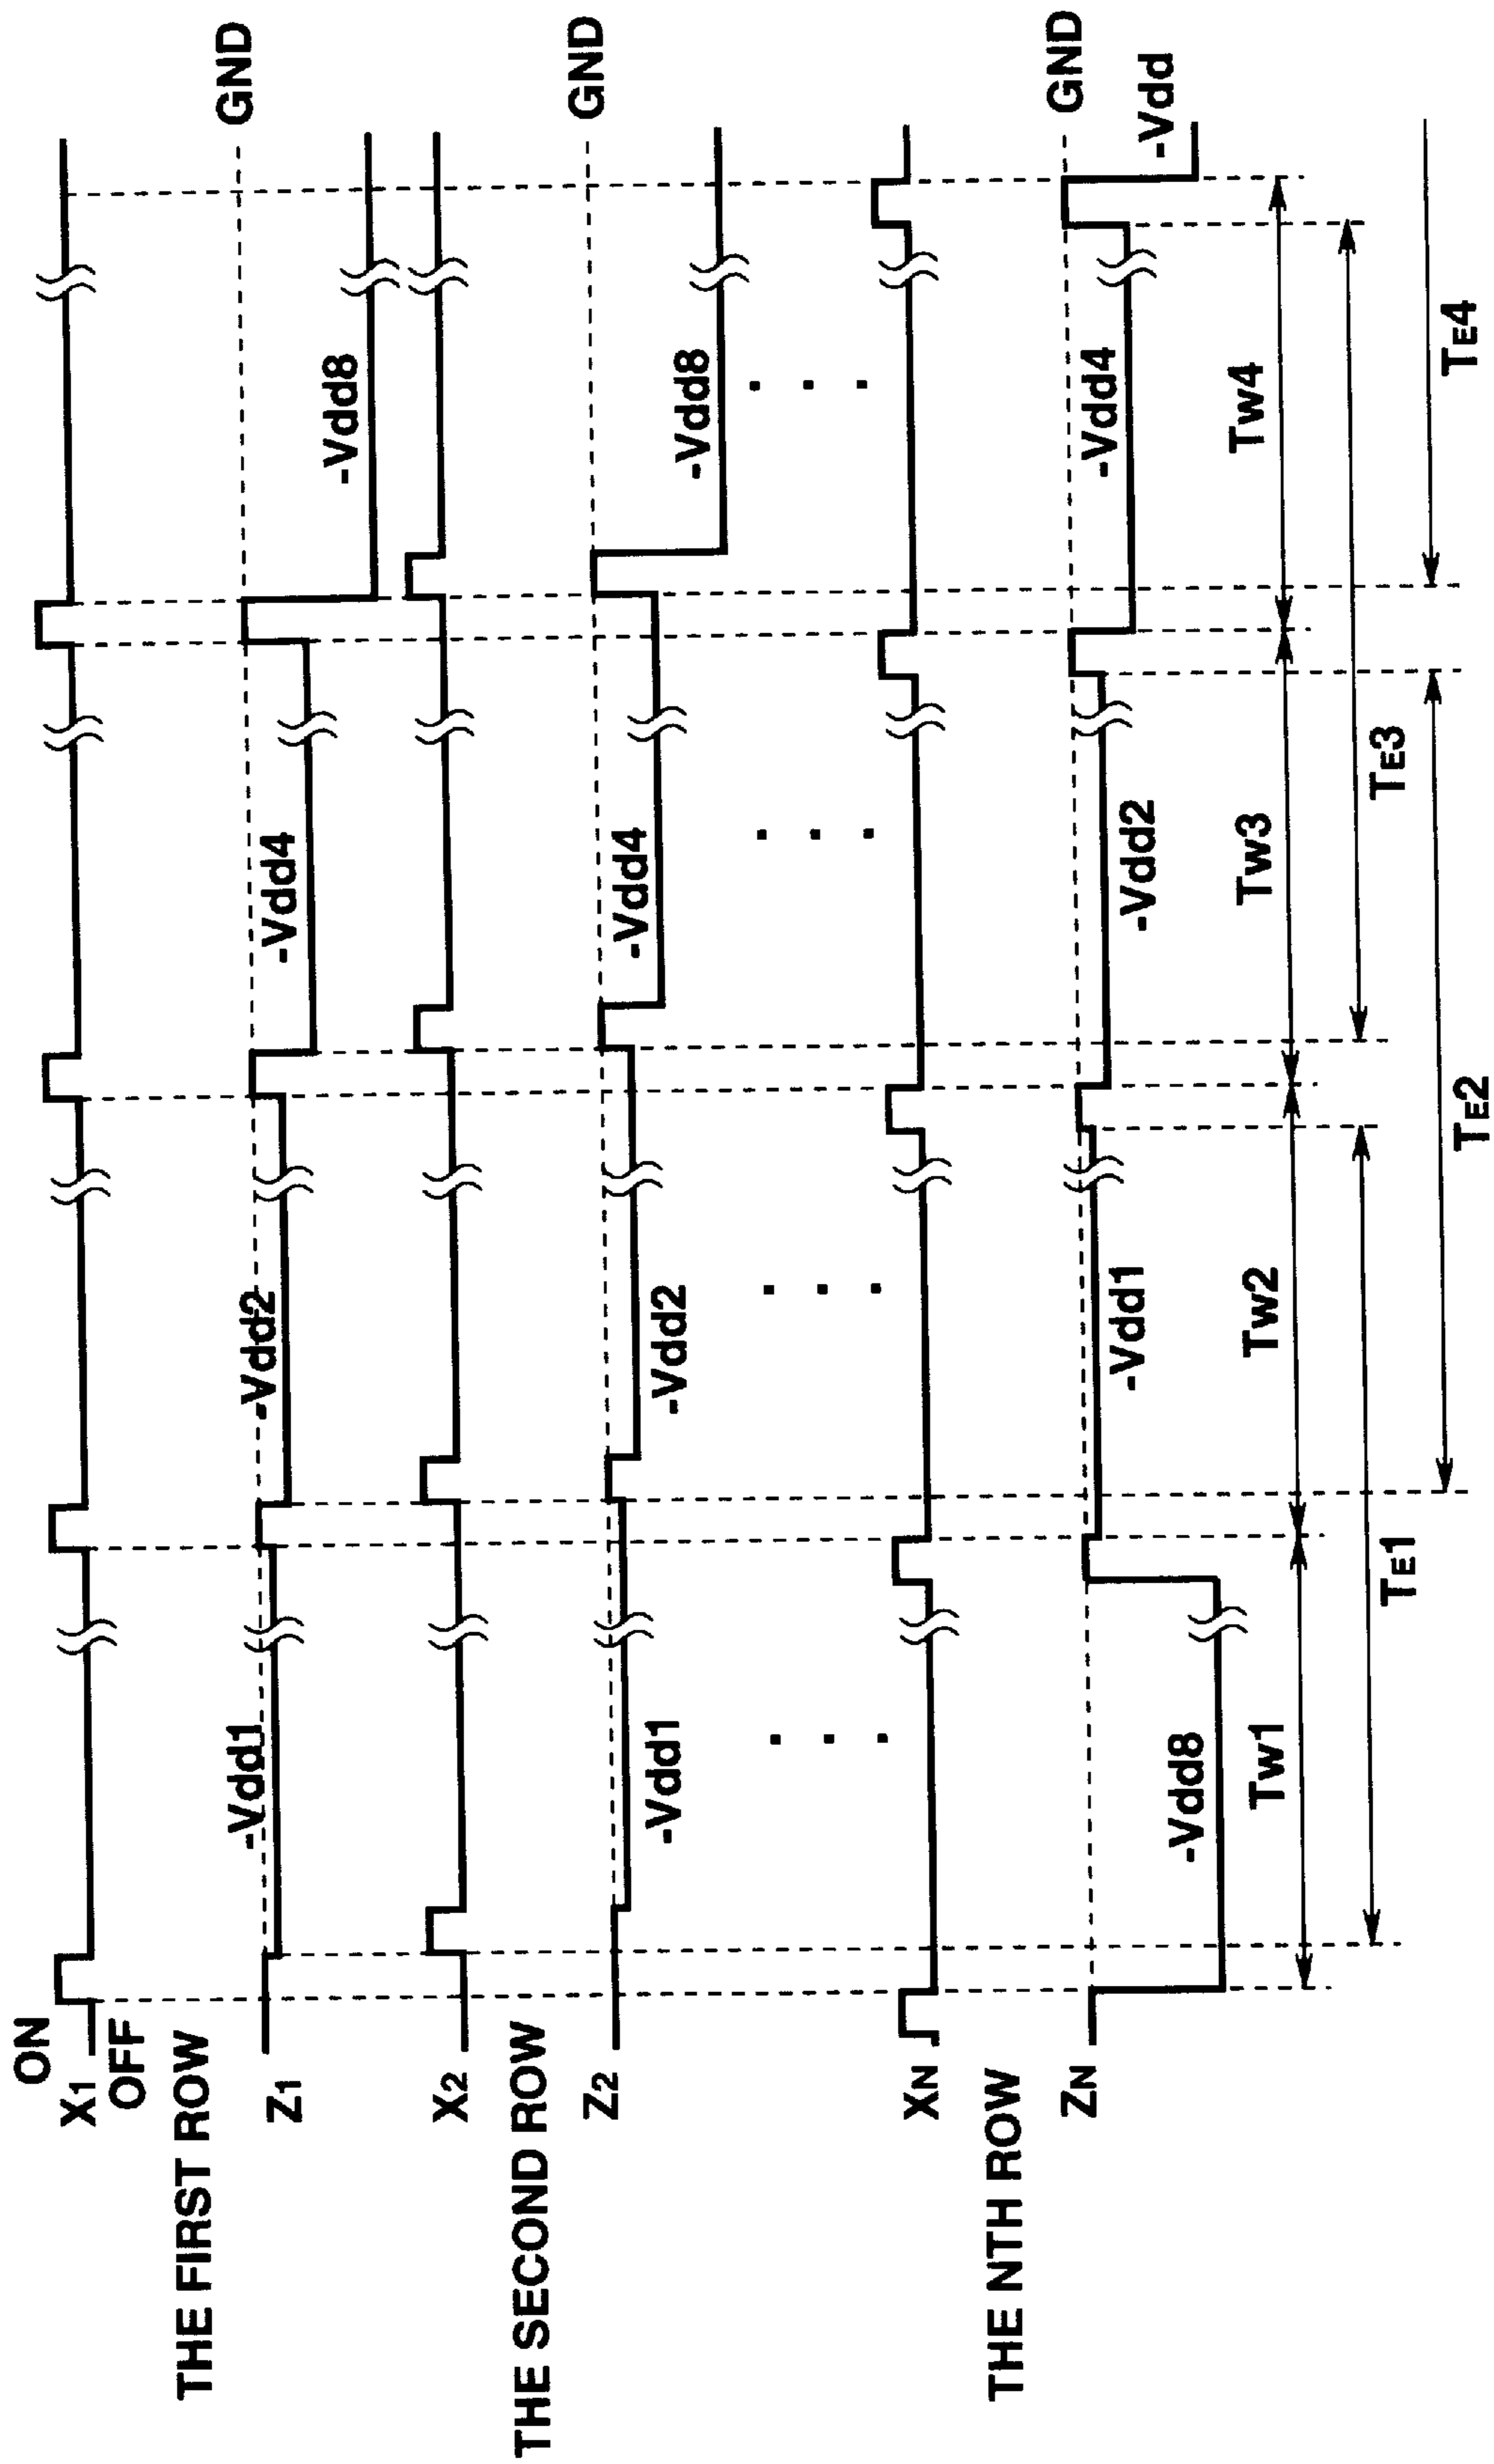 ON
X1
OFF
THE FIRST ROW
Z1
-Vdd1
-Vdd2
-Vdd4
-Vdd8
GND
X2
THE SECOND ROW
Z2
-Vdd1
-Vdd2
-Vdd4
-Vdd8
GND
XN
THE NTH ROW
ZN
-Vdd8
-Vdd1
-Vdd2
-Vdd4
-Vdd
GND
TW1
TW2
TW3
TW4
TE1
TE2
TE3
TE4